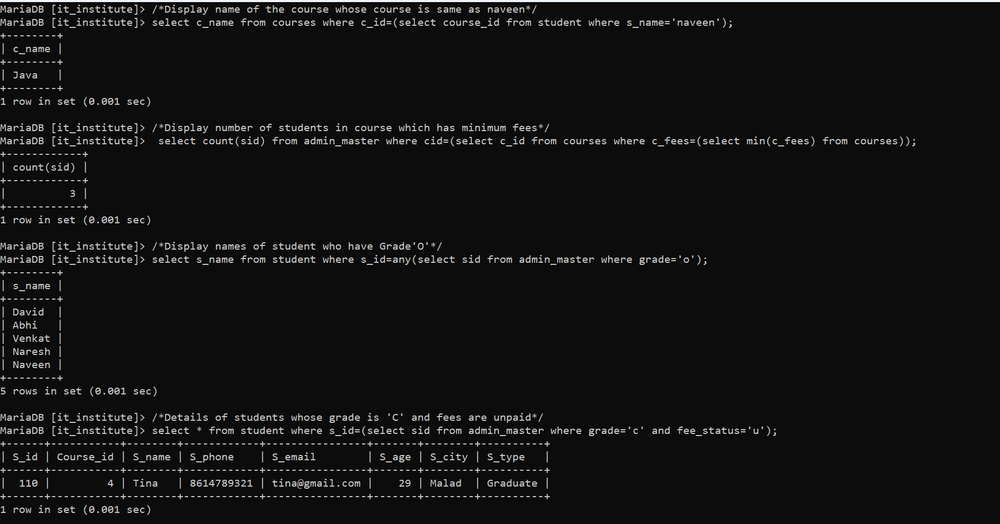 MariaDB [it_institute]> /*Display name of the course whose course is same as naveen*/
MariaDB [it_institute]> select c_name from courses where c_id=(select course_id from student where s_name='naveen');
+--------+
| c_name |
+--------+
| Java   |
+--------+
1 row in set (0.001 sec)

MariaDB [it_institute]> /*Display number of students in course which has minimum fees*/
MariaDB [it_institute]>  select count(sid) from admin_master where cid=(select c_id from courses where c_fees=(select min(c_fees) from courses));
+------------+
| count(sid) |
+------------+
|          3 |
+------------+
1 row in set (0.001 sec)

MariaDB [it_institute]> /*Display names of student who have Grade'O'*/
MariaDB [it_institute]> select s_name from student where s_id=any(select sid from admin_master where grade='o');
+--------+
| s_name |
+--------+
| David  |
| Abhi   |
| Venkat |
| Naresh |
| Naveen |
+--------+
5 rows in set (0.001 sec)

MariaDB [it_institute]> /*Details of students whose grade is 'C' and fees are unpaid*/
MariaDB [it_institute]> select * from student where s_id=(select sid from admin_master where grade='c' and fee_status='u');
+------+-----------+--------+------------+----------------+-------+--------+----------+
| S_id | Course_id | S_name | S_phone    | S_email        | S_age | S_city | S_type   |
+------+-----------+--------+------------+----------------+-------+--------+----------+
|  110 |         4 | Tina   | 8614789321 | tina@gmail.com |    29 | Malad  | Graduate |
+------+-----------+--------+------------+----------------+-------+--------+----------+
1 row in set (0.001 sec)